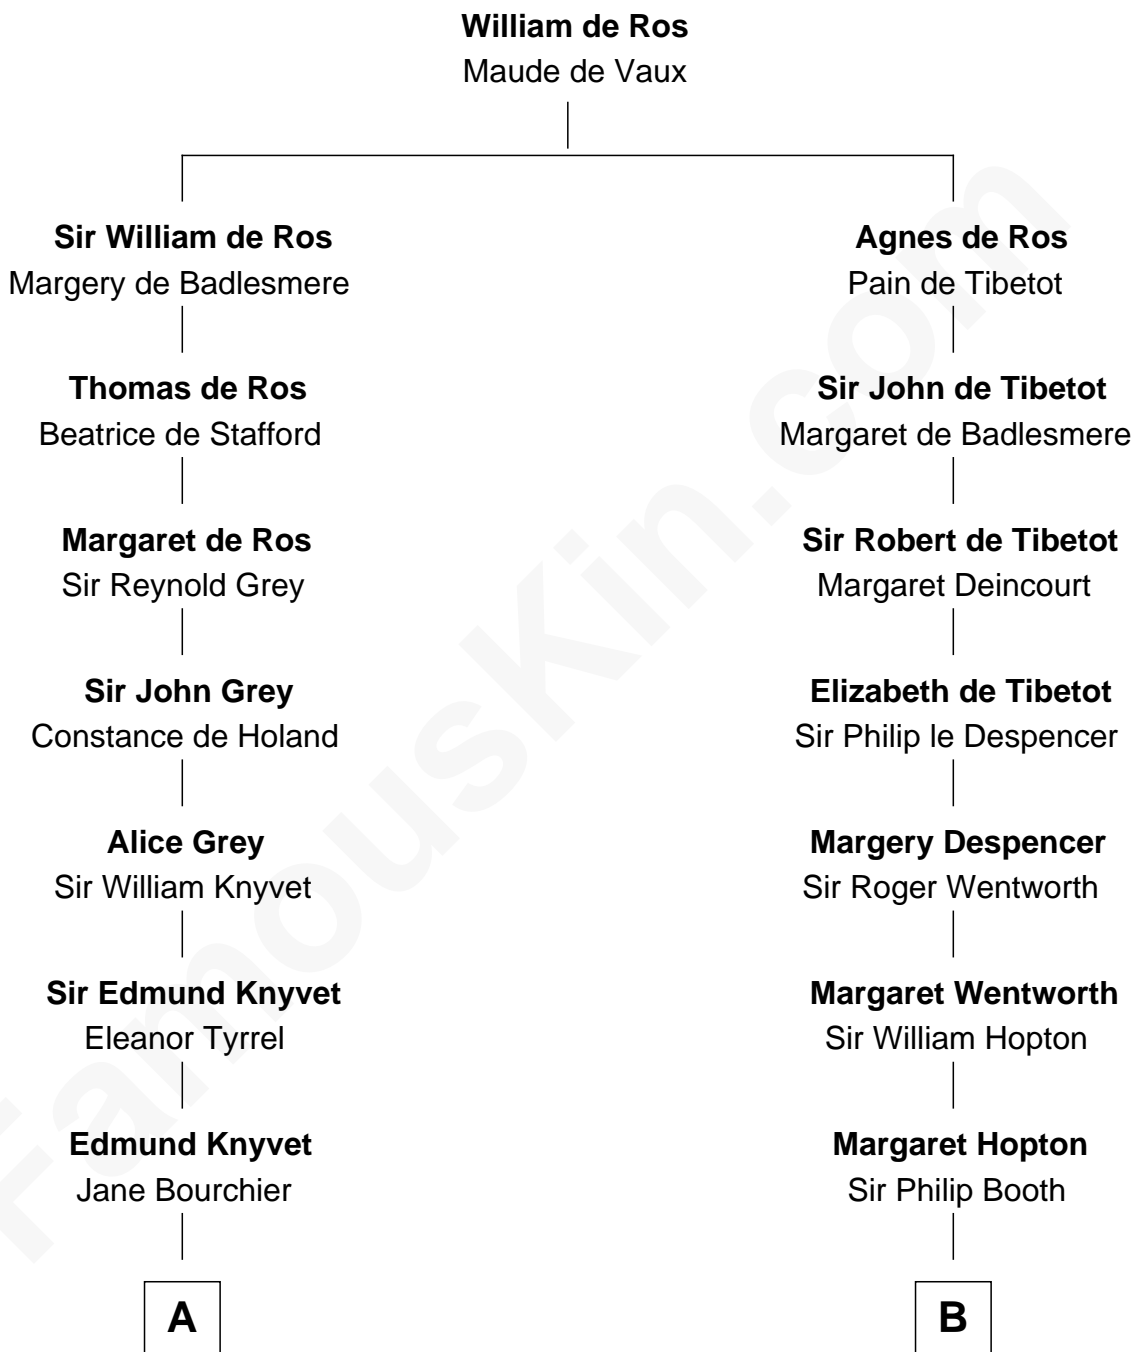 William de Ros
Maude de Vaux
Sir William de Ros
Margery de Badlesmere
Agnes de Ros
Pain de Tibetot
Thomas de Ros
Beatrice de Stafford
Sir John de Tibetot
Margaret de Badlesmere
Margaret de Ros
Sir Reynold Grey
Sir Robert de Tibetot
Margaret Deincourt
Sir John Grey
Constance de Holand
Elizabeth de Tibetot
Sir Philip le Despencer
Alice Grey
Sir William Knyvet
Margery Despencer
Sir Roger Wentworth
Sir Edmund Knyvet
Eleanor Tyrrel
Margaret Wentworth
Sir William Hopton
Edmund Knyvet
Jane Bourchier
Margaret Hopton
Sir Philip Booth
A
B
FamousKin.com